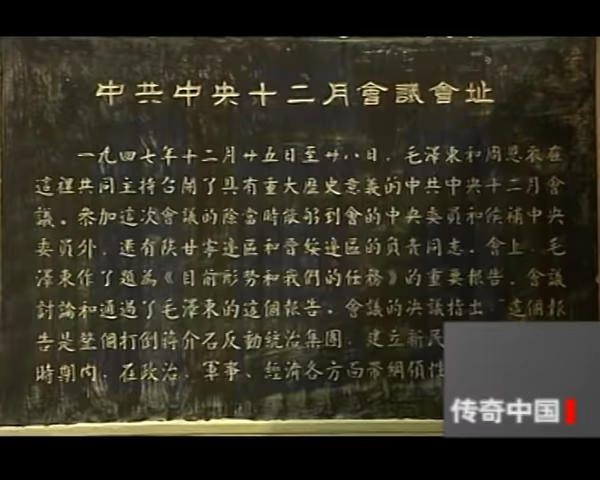 中共中央十二月會議會址
一九四七年十二月廿五日至廿八日，毛澤東和周恩來在
這裡共同主持召開了具有重大歷史意義的中共中央十二月會
議。參加這次會議的除當時能夠到會的中央委員和候補中央
委員外，還有陝甘寧邊區和晉綏邊區的負責同志。會上，毛
澤東作了題為《目前形勢和我們的任務》的重要報告。會議
討論和通過了毛澤東的這個報告。會議的決議指出"這個報
告是整個打倒蔣介石反動統治集團，建立新民
時期內，在政治、軍事、經濟各方面帶綱領性
传奇中国